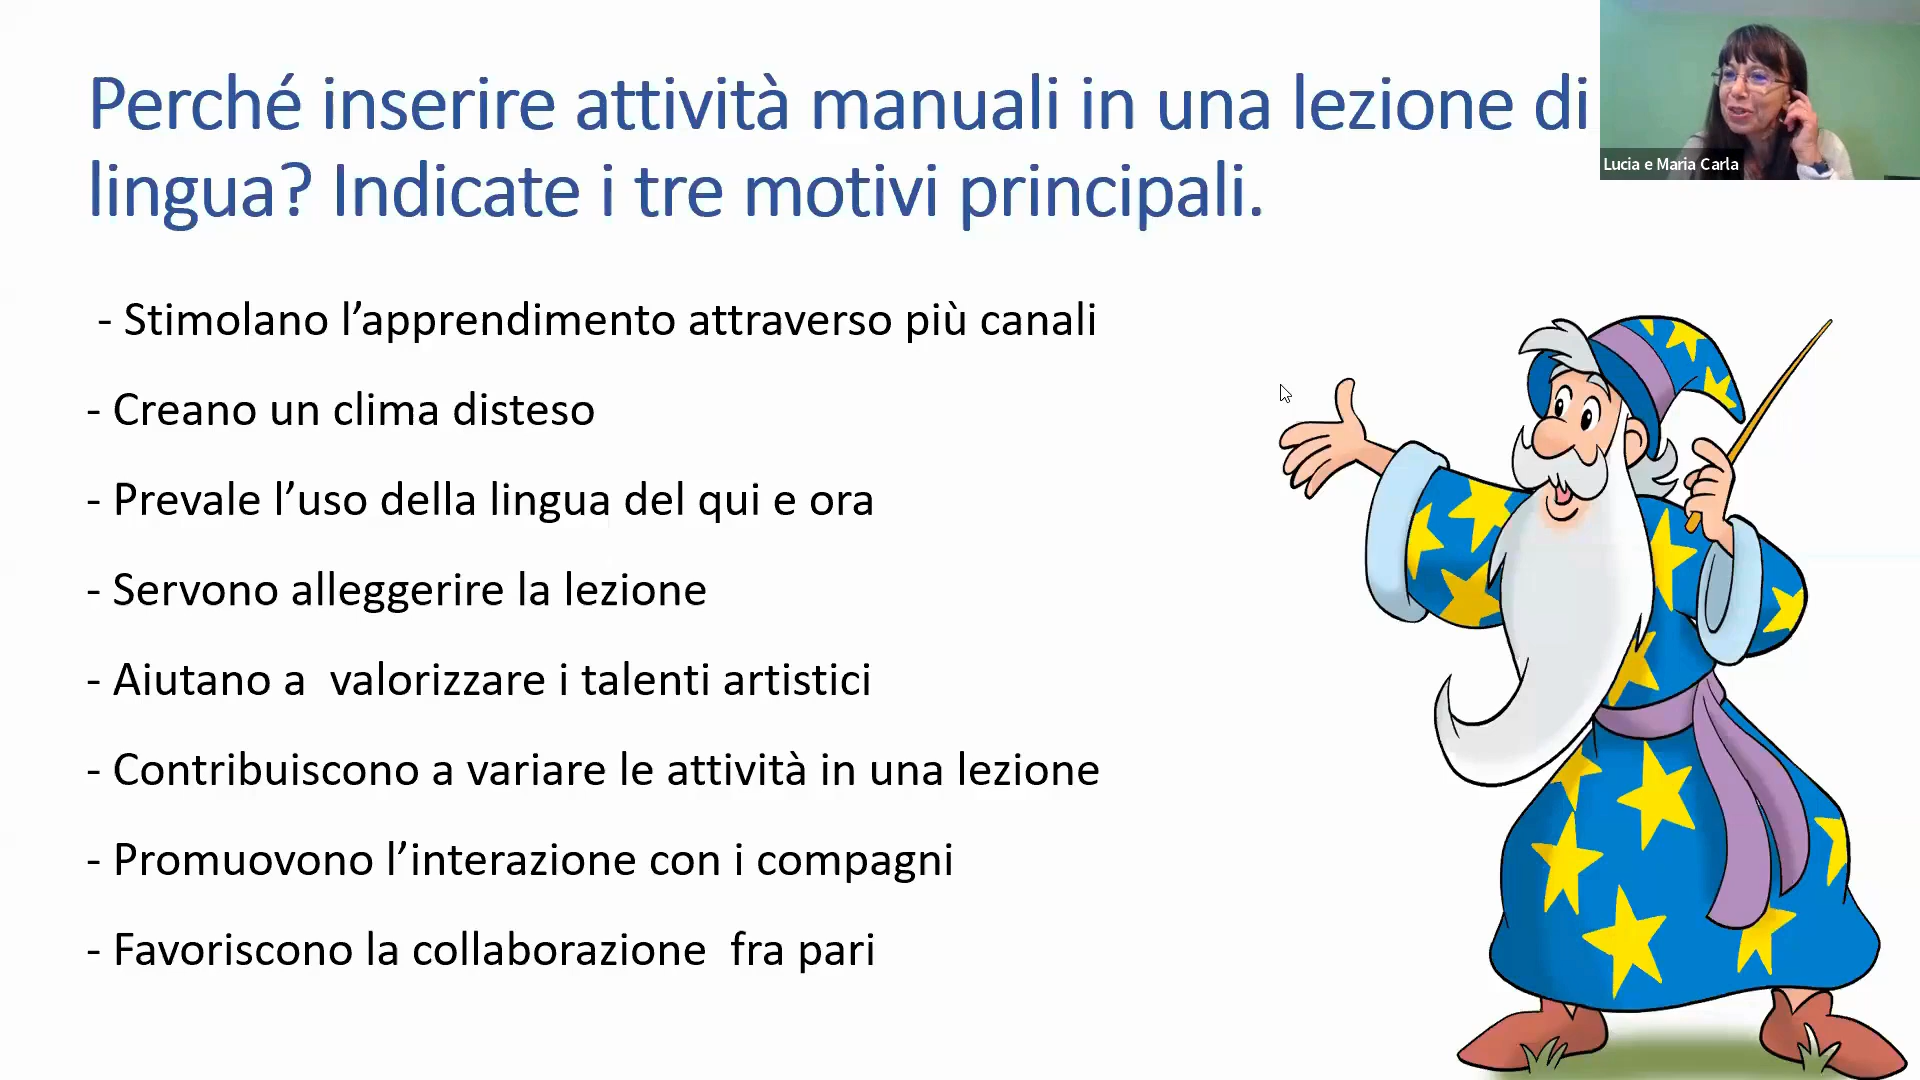 Perché inserire attività manuali in una lezione di
lingua? Indicate i tre motivi principali.
Lucia e Maria Carla
- Stimolano l’apprendimento attraverso più canali
- Creano un clima disteso
- Prevale l’uso della lingua del qui e ora
- Servono alleggerire la lezione
- Aiutano a  valorizzare i talenti artistici
- Contribuiscono a variare le attività in una lezione
- Promuovono l’interazione con i compagni
- Favoriscono la collaborazione  fra pari